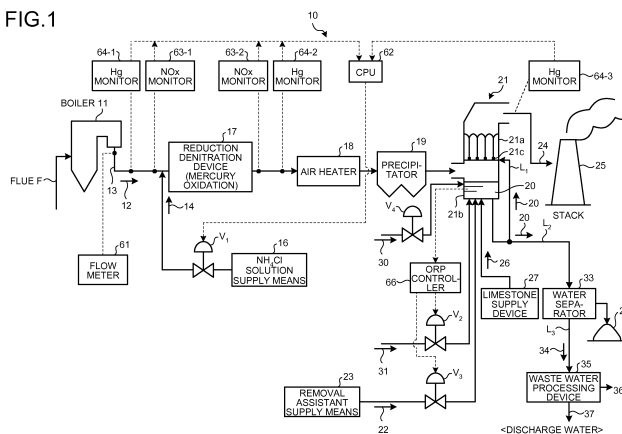 FIG.1
10
64-1
63-1
63-2
64-2
62
64-3
Hg MONITOR
NOx MONITOR
NOx MONITOR
Hg MONITOR
CPU
Hg MONITOR
21
BOILER 11
17
18
19
21a
21c
L1
24
25
REDUCTION DENITRATION DEVICE (MERCURY OXIDATION)
AIR HEATER
PRECIPI-TATOR
FLUE F
13
12
14
20
21b
20
20
STACK
V4
30
L2
61
FLOW METER
V1
16
NH4Cl SOLUTION SUPPLY MEANS
66
ORP CONTROL-LER
26
27
LIMESTONE SUPPLY DEVICE
33
WATER SEPA-RATOR
2
V2
31
L3
34
V3
35
WASTE WATER PROCESSING DEVICE
36
37
23
REMOVAL ASSISTANT SUPPLY MEANS
22
<DISCHARGE WATER>